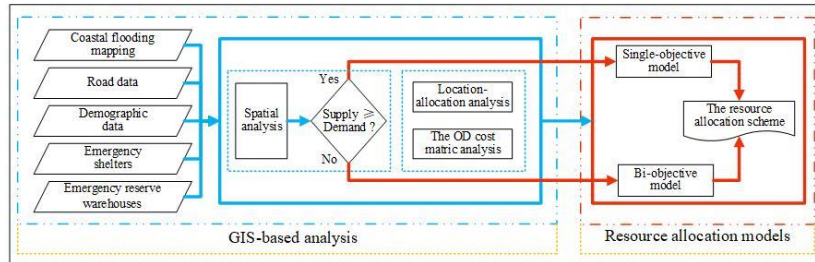 Coastal flooding
mapping
Road data
Demographic
data
Emergency
shelters
Emergency reserve
warehouses
Spatial
analysis
Yes
Supply ⩾
Demand ?
No
Location-
allocation analysis
The OD cost
matric analysis
GIS-based analysis
Single-objective
model
The resource
allocation scheme
Bi-objective
model
Resource allocation models